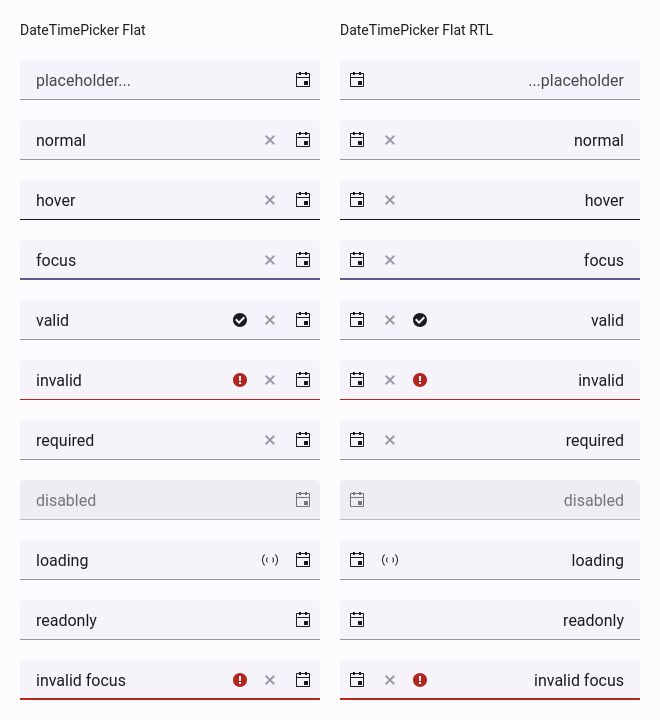 DateTimePicker Flat
placeholder...
normal
hover
focus
valid
invalid
required
disabled
loading
readonly
invalid focus
DateTimePicker Flat RTL
...placeholder
normal
hover
focus
valid
invalid
required
disabled
loading
readonly
invalid focus